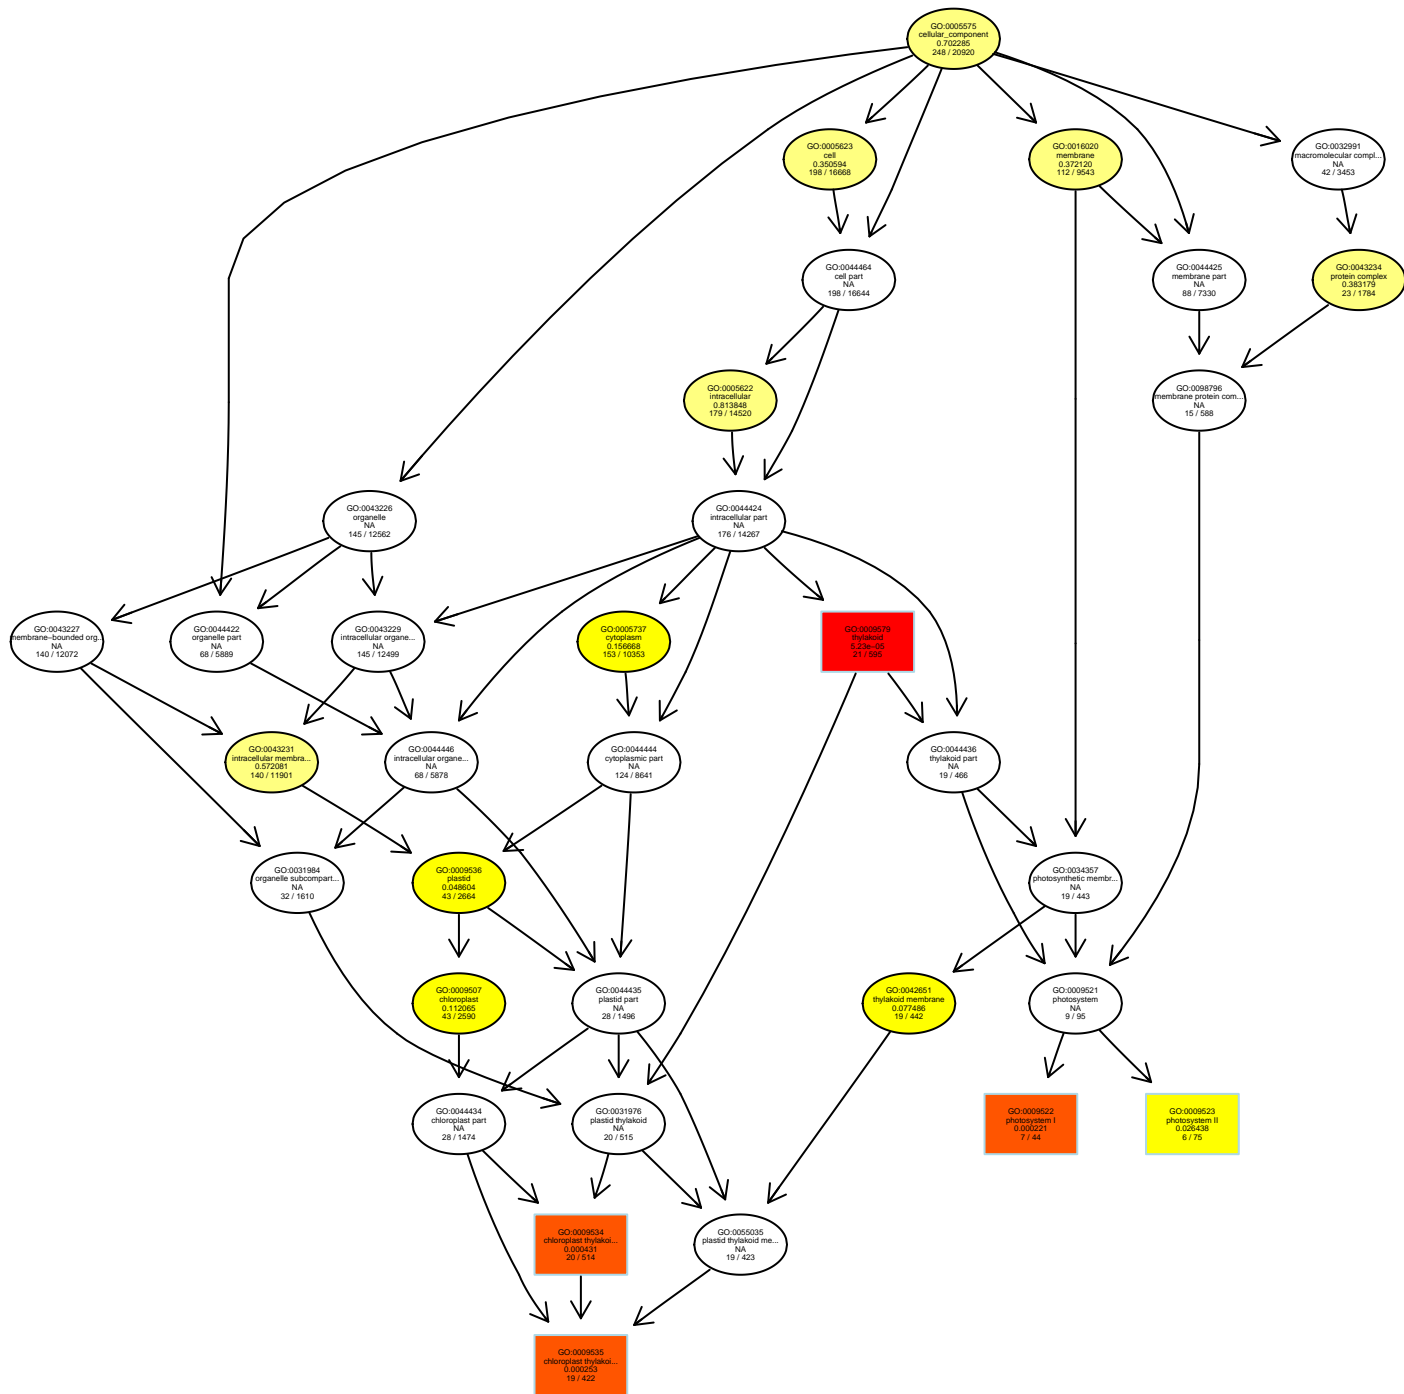 GO:0005575
cellular_component
0.702285
248 / 20920
GO:0005623
cell
0.350594
198 / 16668
GO:0016020
membrane
0.372120
112 / 9543
GO:0032991
macromolecular compl...
NA
42 / 3453
GO:0044464
cell part
NA
198 / 16644
GO:0044425
membrane part
NA
88 / 7330
GO:0043234
protein complex
0.383179
23 / 1784
GO:0005622
intracellular
0.813848
179 / 14520
GO:0098796
membrane protein com...
NA
15 / 588
GO:0043226
organelle
NA
145 / 12562
GO:0044424
intracellular part
NA
176 / 14267
GO:0043227
membrane−bounded org...
NA
140 / 12072
GO:0044422
organelle part
NA
68 / 5889
GO:0043229
intracellular organe...
NA
145 / 12499
GO:0005737
cytoplasm
0.156668
153 / 10353
GO:0009579
thylakoid
5.23e−05
21 / 595
GO:0043231
intracellular membra...
0.572081
140 / 11901
GO:0044446
intracellular organe...
NA
68 / 5878
GO:0044444
cytoplasmic part
NA
124 / 8641
GO:0044436
thylakoid part
NA
19 / 466
GO:0031984
organelle subcompart...
NA
32 / 1610
GO:0009536
plastid
0.048604
43 / 2664
GO:0034357
photosynthetic membr...
NA
19 / 443
GO:0009507
chloroplast
0.112065
43 / 2590
GO:0044435
plastid part
NA
28 / 1496
GO:0042651
thylakoid membrane
0.077486
19 / 442
GO:0009521
photosystem
NA
9 / 95
GO:0044434
chloroplast part
NA
28 / 1474
GO:0031976
plastid thylakoid
NA
20 / 515
GO:0009522
photosystem I
0.000221
7 / 44
GO:0009523
photosystem II
0.026438
6 / 75
GO:0009534
chloroplast thylakoi...
0.000431
20 / 514
GO:0055035
plastid thylakoid me...
NA
19 / 423
GO:0009535
chloroplast thylakoi...
0.000253
19 / 422